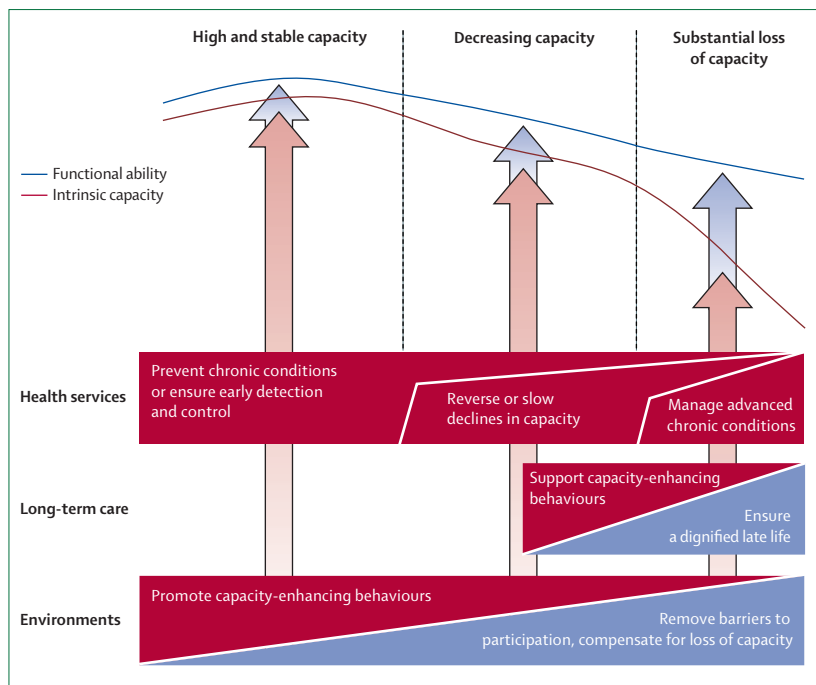 High and stable capacity
Decreasing capacity
Substantial loss
of capacity
Functional ability
Intrinsic capacity
Health services
Prevent chronic conditions
or ensure early detection
and control
Reverse or slow
declines in capacity
Manage advanced
chronic conditions
Long-term care
Support capacity-enhancing
behaviours
Ensure
a dignified late life
Environments
Promote capacity-enhancing behaviours
Remove barriers to
participation, compensate for loss of capacity